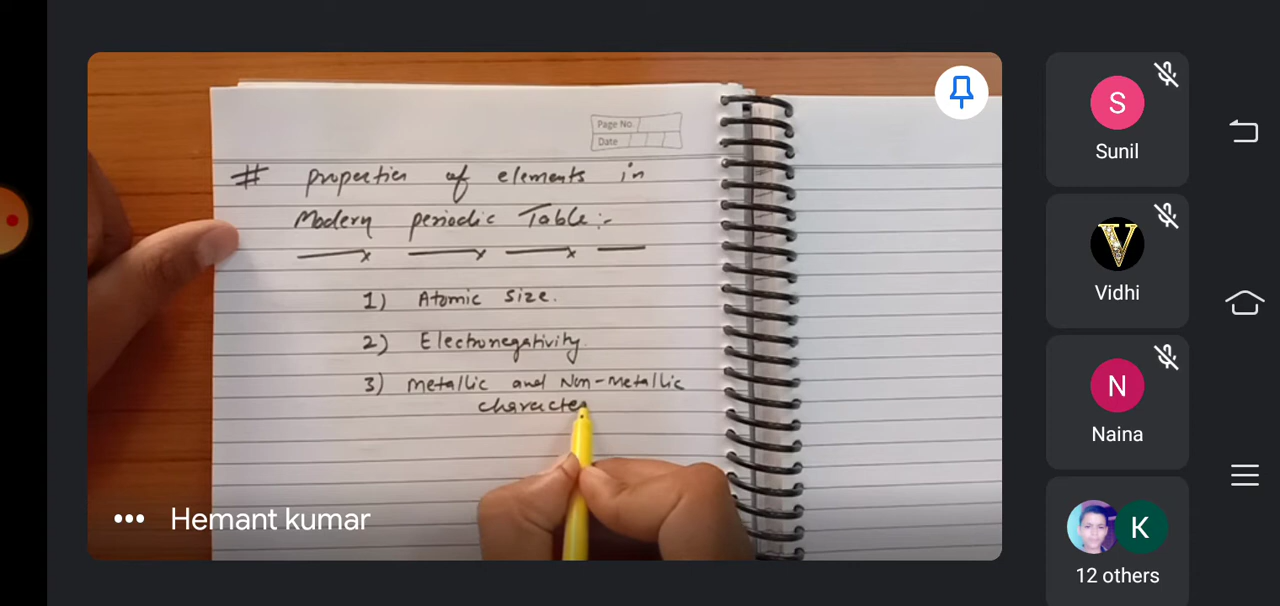 Page No.
Date
# properties of elements in
Modern periodic Table:-
1) Atomic size.
2) Electronegativity.
3) Metallic and Non-metallic
character
Hemant kumar
S
Sunil
V
Vidhi
N
Naina
K
12 others